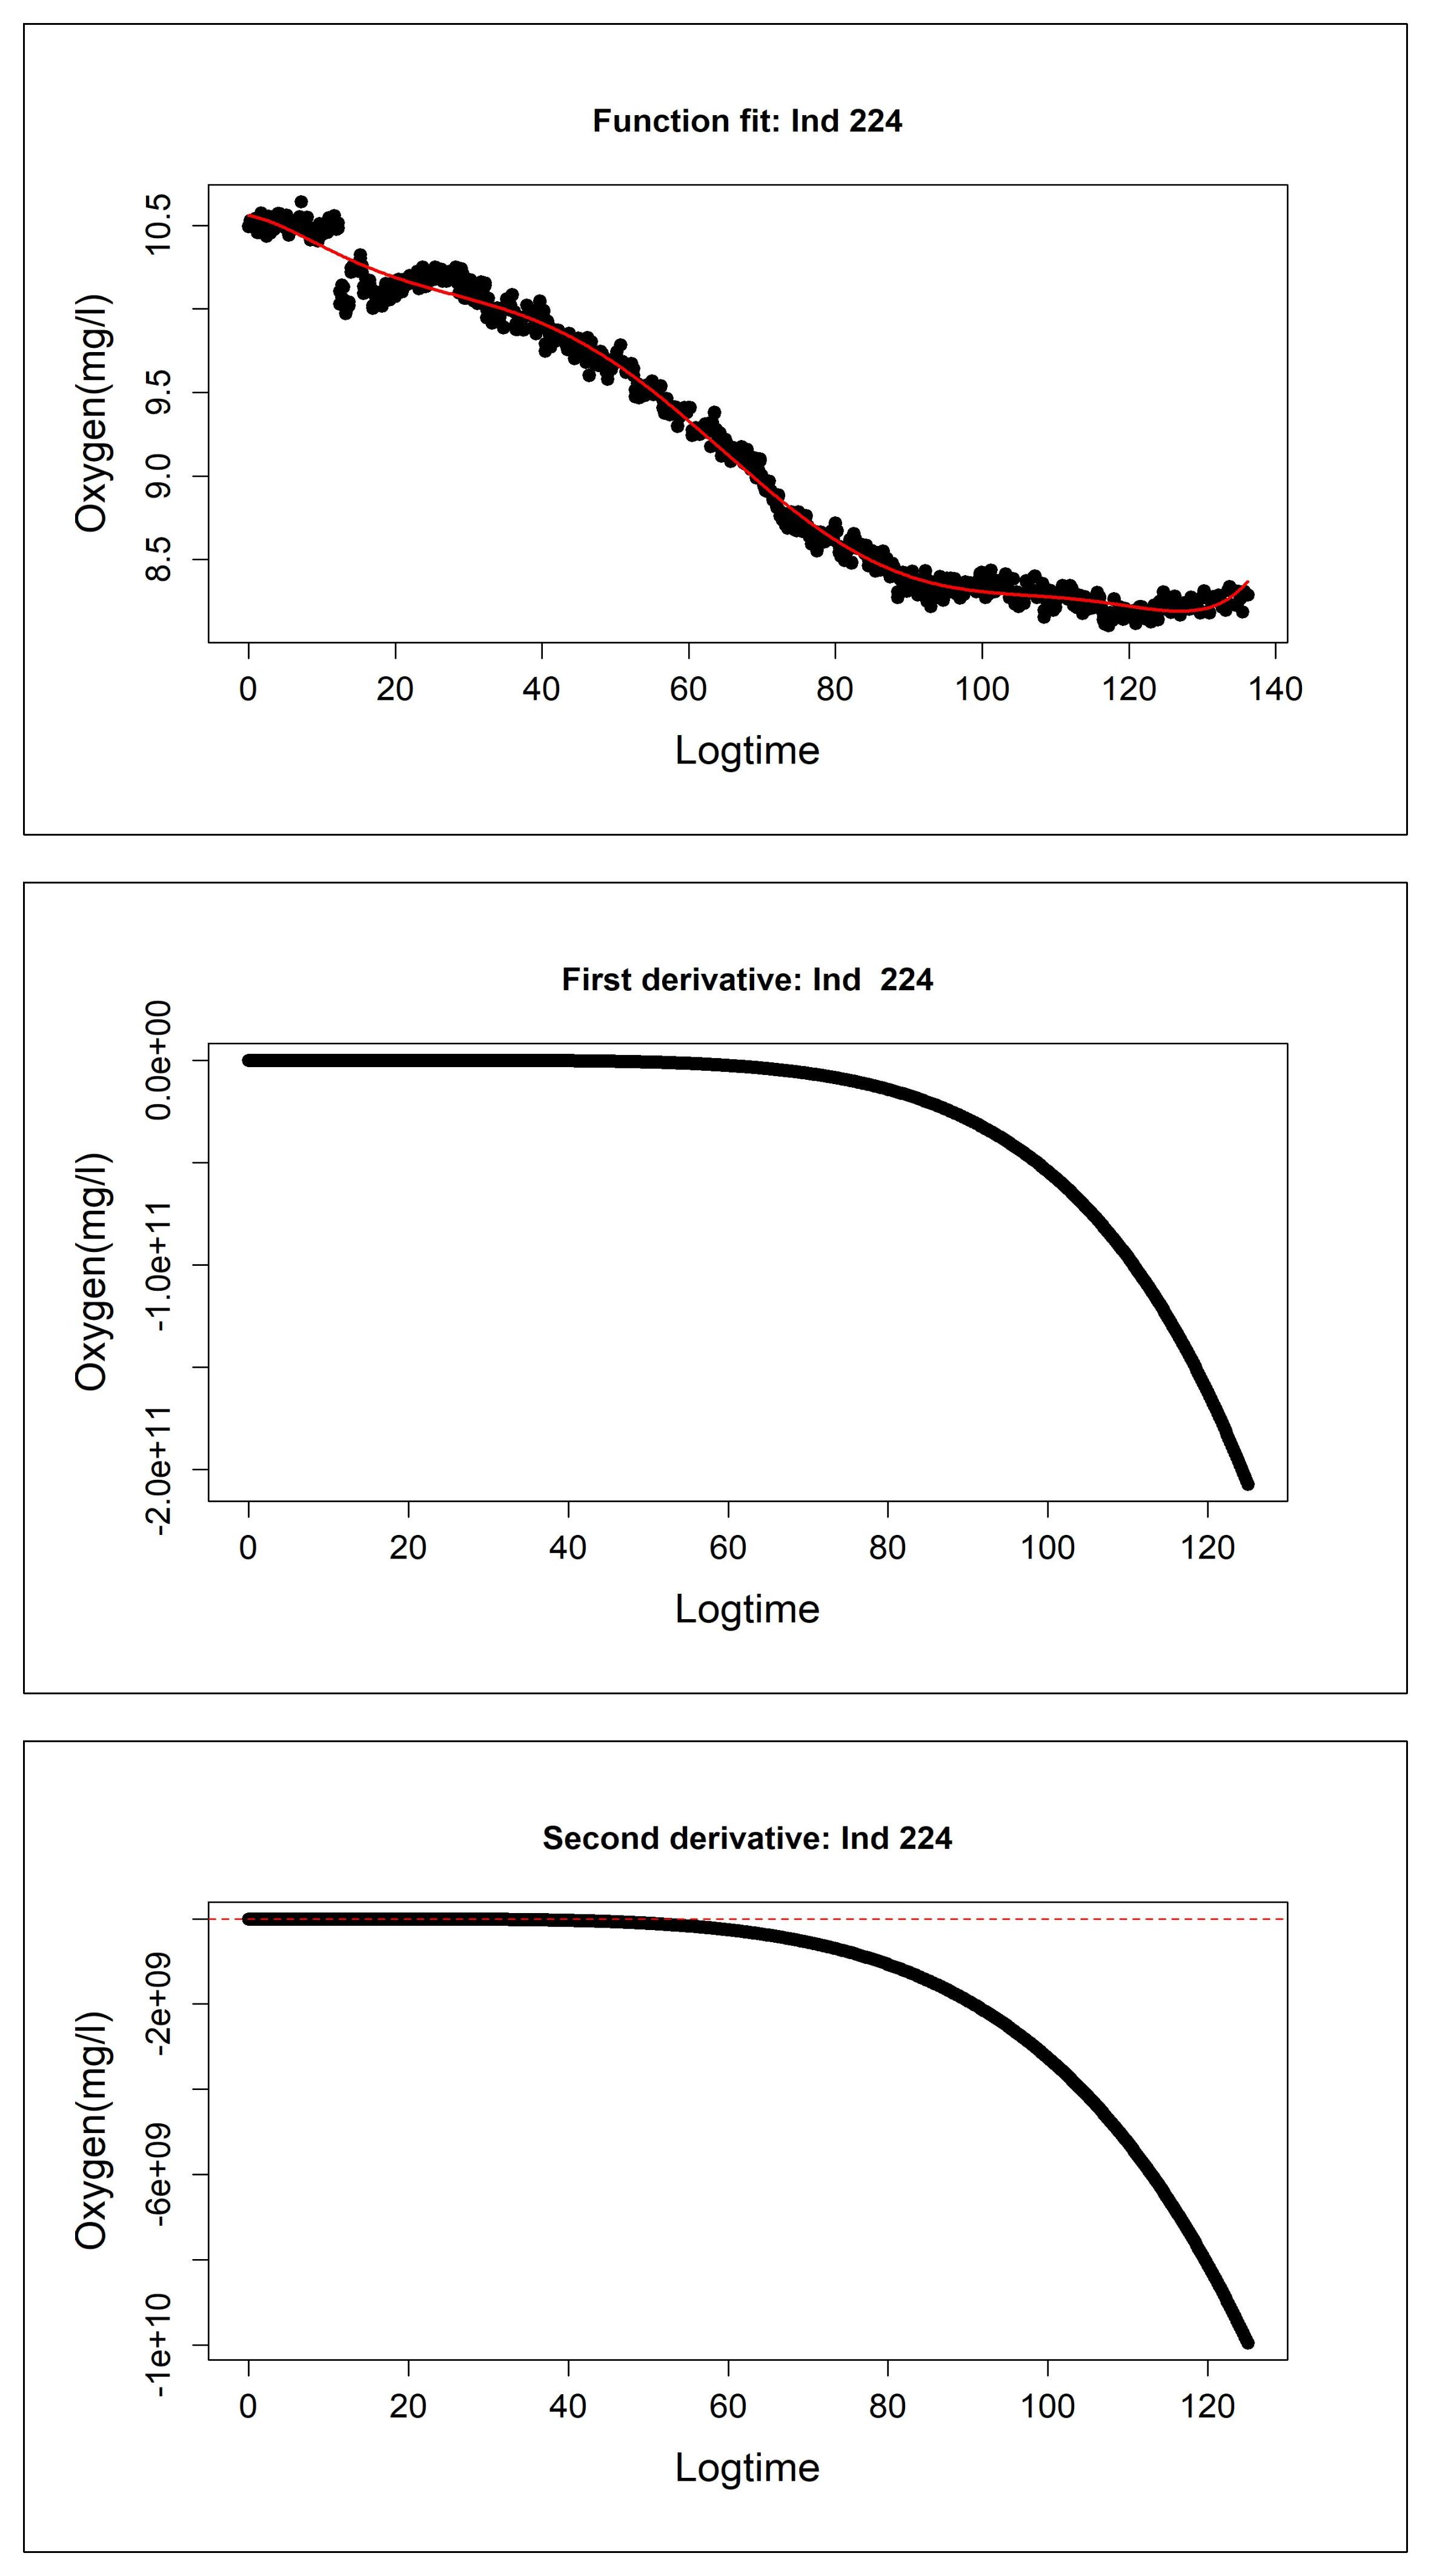 Function fit: Ind 224
Oxygen(mg/l)
10.5
9.5
9.0
8.5
0 20 40 60 80 100 120 140
Logtime
First derivative: Ind  224
Oxygen(mg/l)
0.0e+00
-1.0e+11
-2.0e+11
0 20 40 60 80 100 120
Logtime
Second derivative: Ind 224
Oxygen(mg/l)
-2e+09
-6e+09
-1e+10
0 20 40 60 80 100 120
Logtime